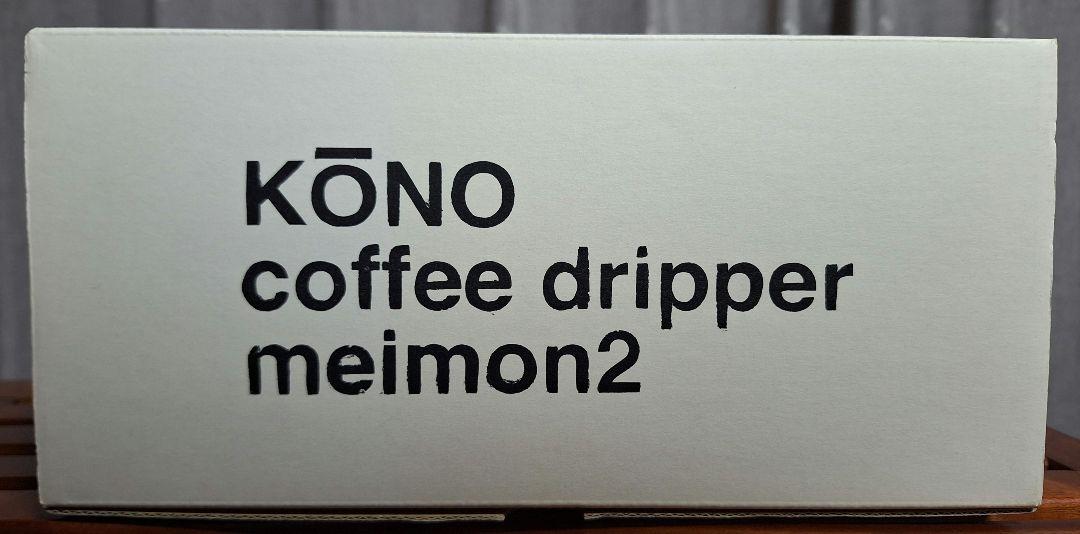 KŌNO
coffee dripper
meimon2